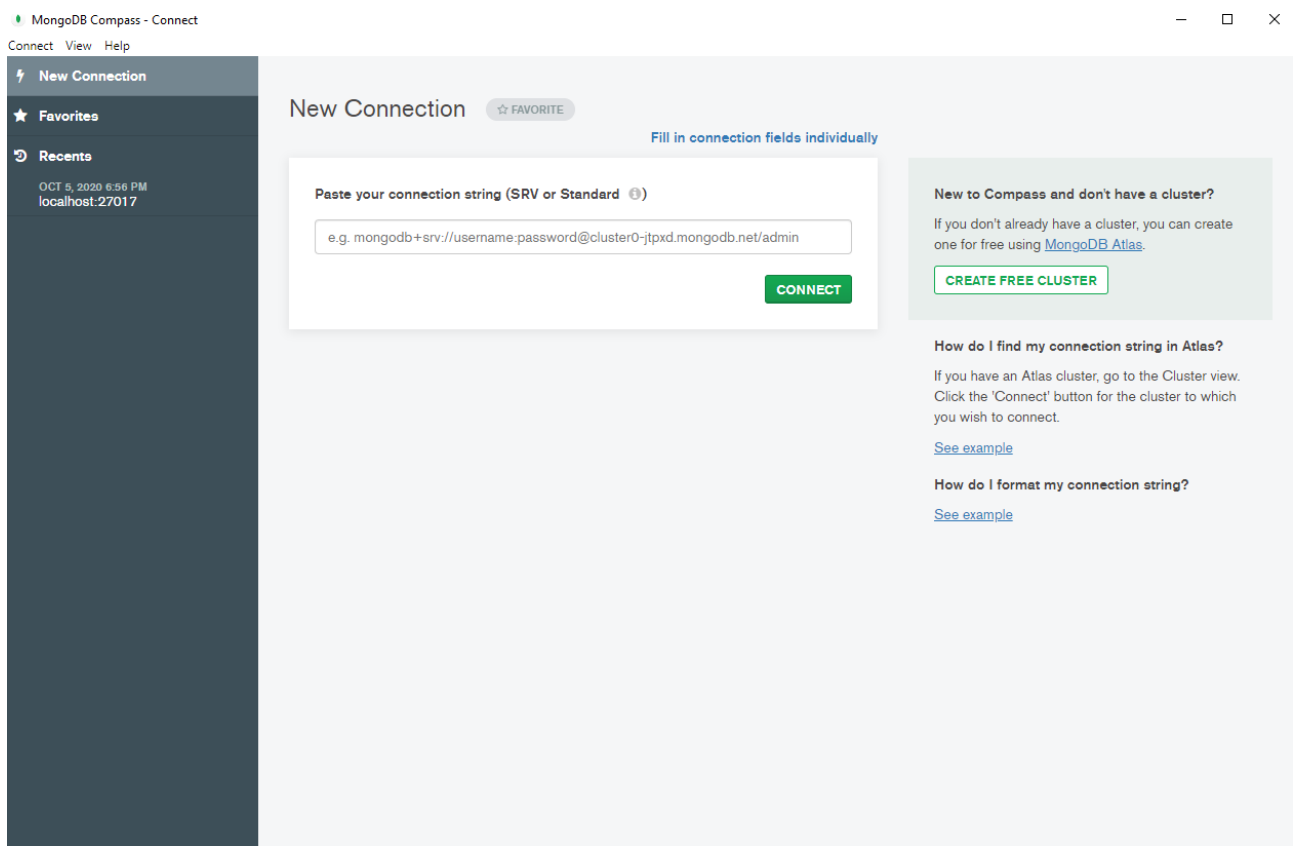 MongoDB Compass - Connect
Connect View Help
New Connection
Favorites
Recents
OCT 5, 2020 6:56 PM
localhost:27017
New Connection
FAVORITE
Fill in connection fields individually
Paste your connection string (SRV or Standard )
e.g. mongodb+srv://username:password@cluster0-jtpxd.mongodb.net/admin
CONNECT
New to Compass and don't have a cluster?
If you don't already have a cluster, you can create
one for free using MongoDB Atlas.
CREATE FREE CLUSTER
How do I find my connection string in Atlas?
If you have an Atlas cluster, go to the Cluster view.
Click the 'Connect' button for the cluster to which
you wish to connect.
See example
How do I format my connection string?
See example